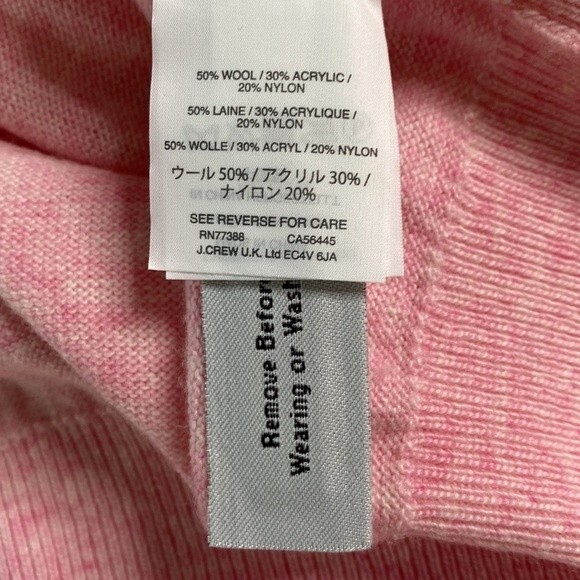 50% WOOL / 30% ACRYLIC /
20% NYLON
50% LAINE / 30% ACRYLIQUE /
20% NYLON
50% WOLLE / 30% ACRYL / 20% NYLON
ウール 50% / アクリル 30% /
ナイロン 20%
SEE REVERSE FOR CARE
RN77388 CA56445
J.CREW U.K. Ltd EC4V 6JA
Remove Before
Wearing or Wash